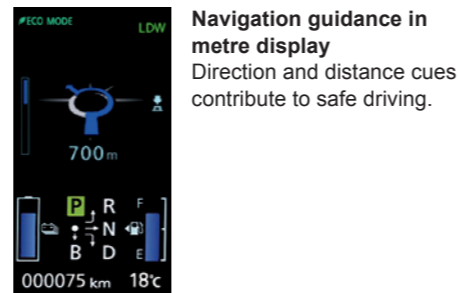 ECO MODE
LDW
Navigation guidance in
metre display
Direction and distance cues
contribute to safe driving.
700 m
P R F
N
B D E
000075 km 18°c